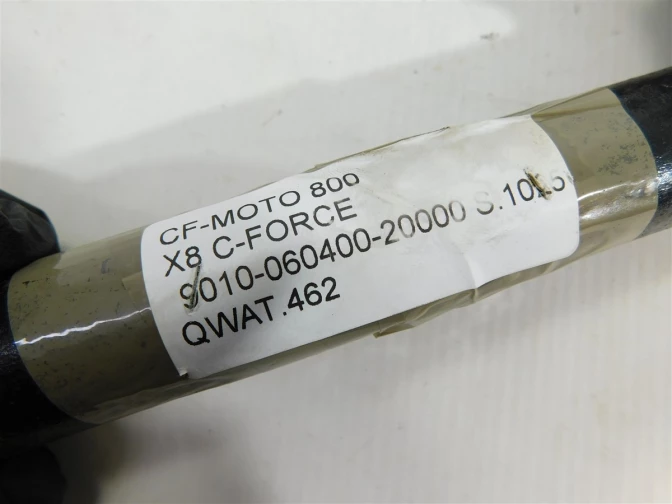 CF-MOTO 800
X8 C-FORCE
9010-060400-20000
QWAT.462